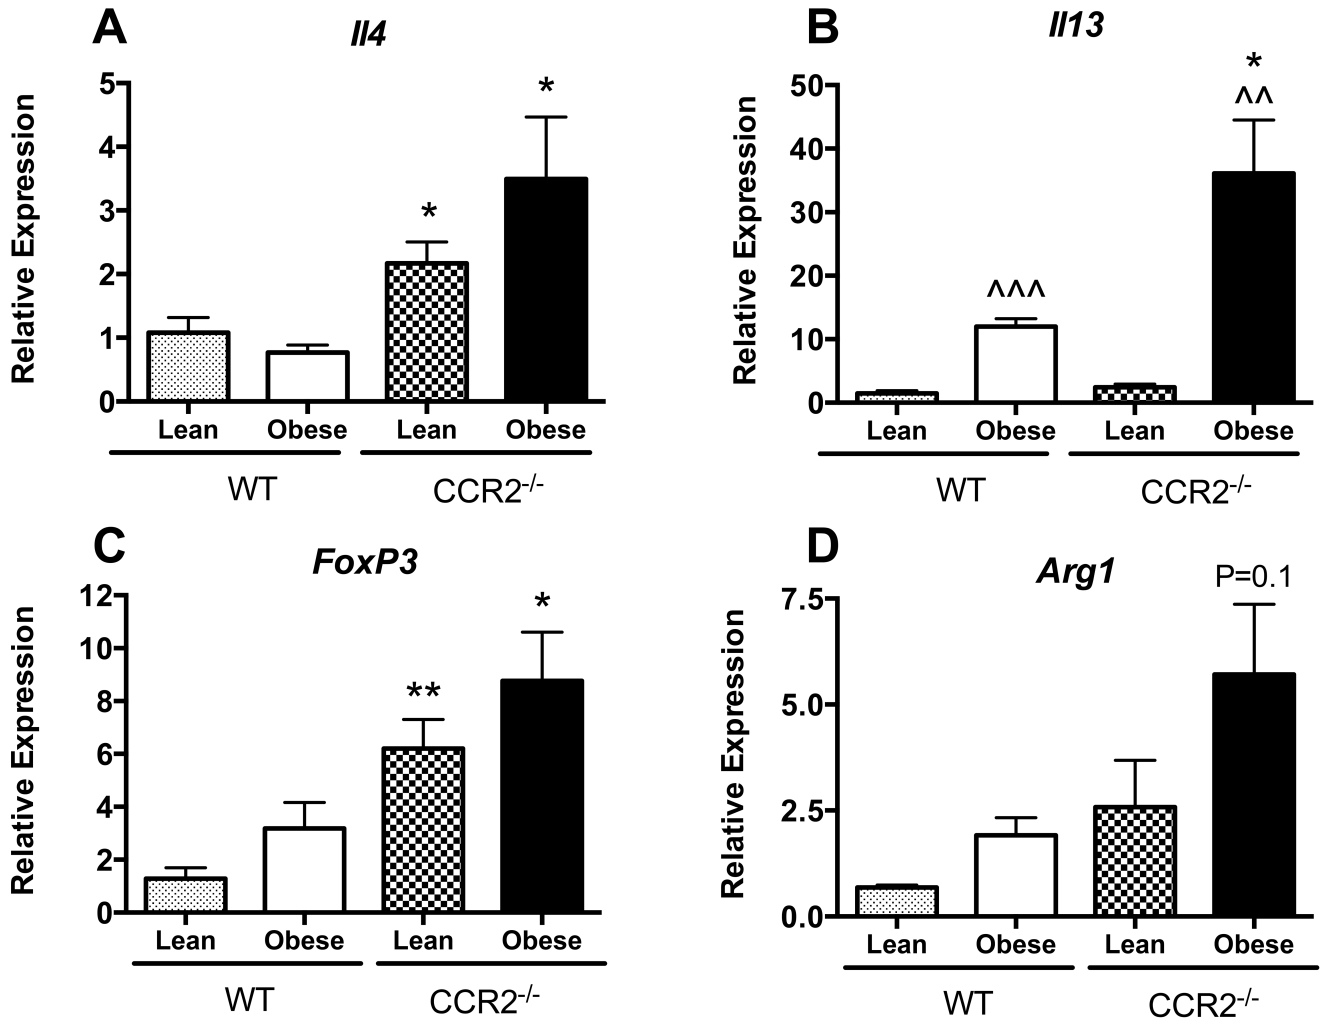 A
Il4
Relative Expression
5
4
3
2
1
0
*
*
Lean Obese Lean Obese
WT CCR2-/-
B
Il13
Relative Expression
50
40
30
20
10
0
^^^
*
^^
Lean Obese Lean Obese
WT CCR2-/-
C
FoxP3
Relative Expression
12
10
8
6
4
2
0
**
*
Lean Obese Lean Obese
WT CCR2-/-
D
Arg1
P=0.1
Relative Expression
7.5
5.0
2.5
0.0
Lean Obese Lean Obese
WT CCR2-/-